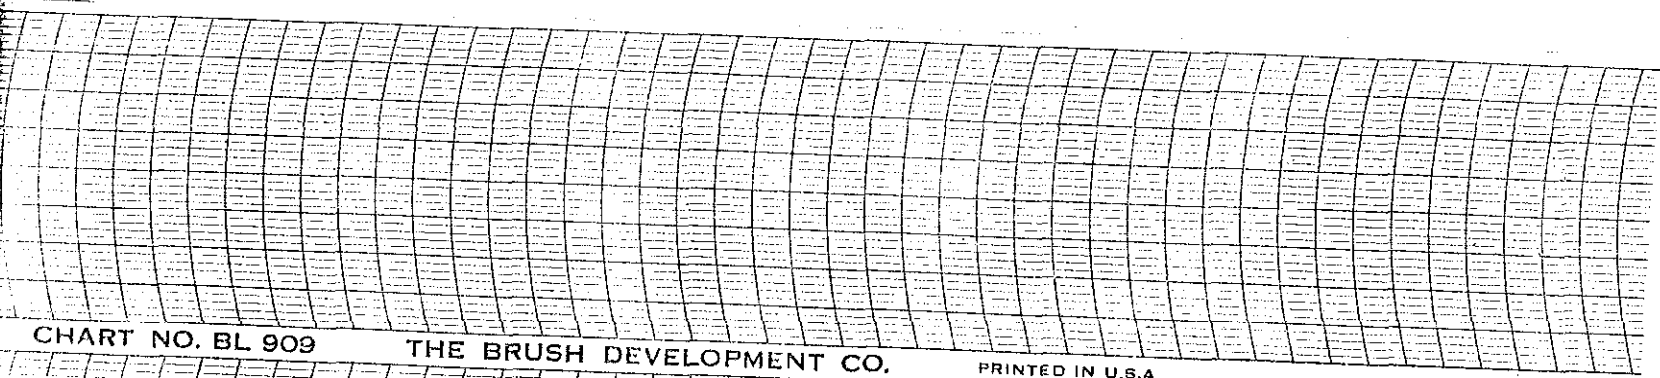 CHART NO. BL 909 THE BRUSH DEVELOPMENT CO. PRINTED IN U.S.A